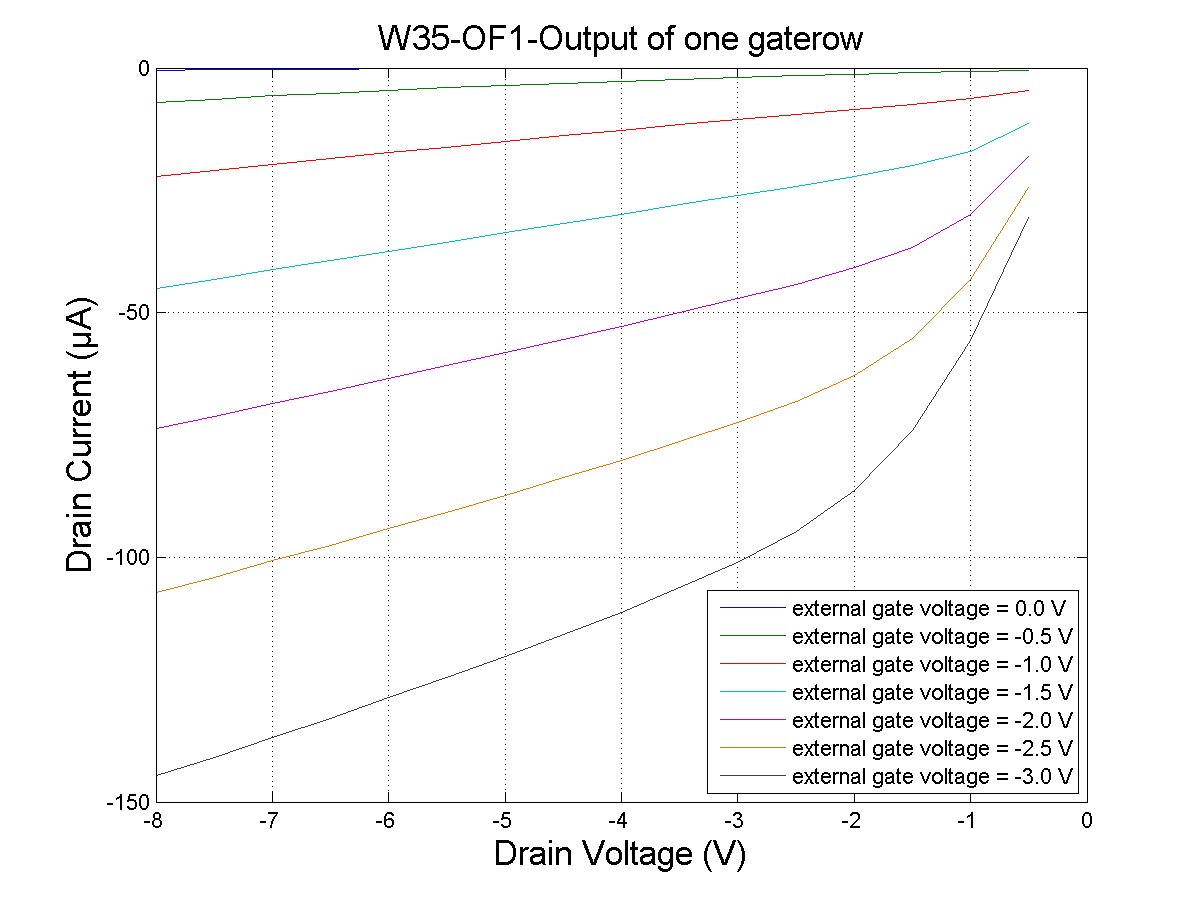 W35-OF1-Output of one gaterow
0
-50
-100
-150
Drain Current (µA)
external gate voltage = 0.0 V
external gate voltage = -0.5 V
external gate voltage = -1.0 V
external gate voltage = -1.5 V
external gate voltage = -2.0 V
external gate voltage = -2.5 V
external gate voltage = -3.0 V
-8 -7 -6 -5 -4 -3 -2 -1 0
Drain Voltage (V)